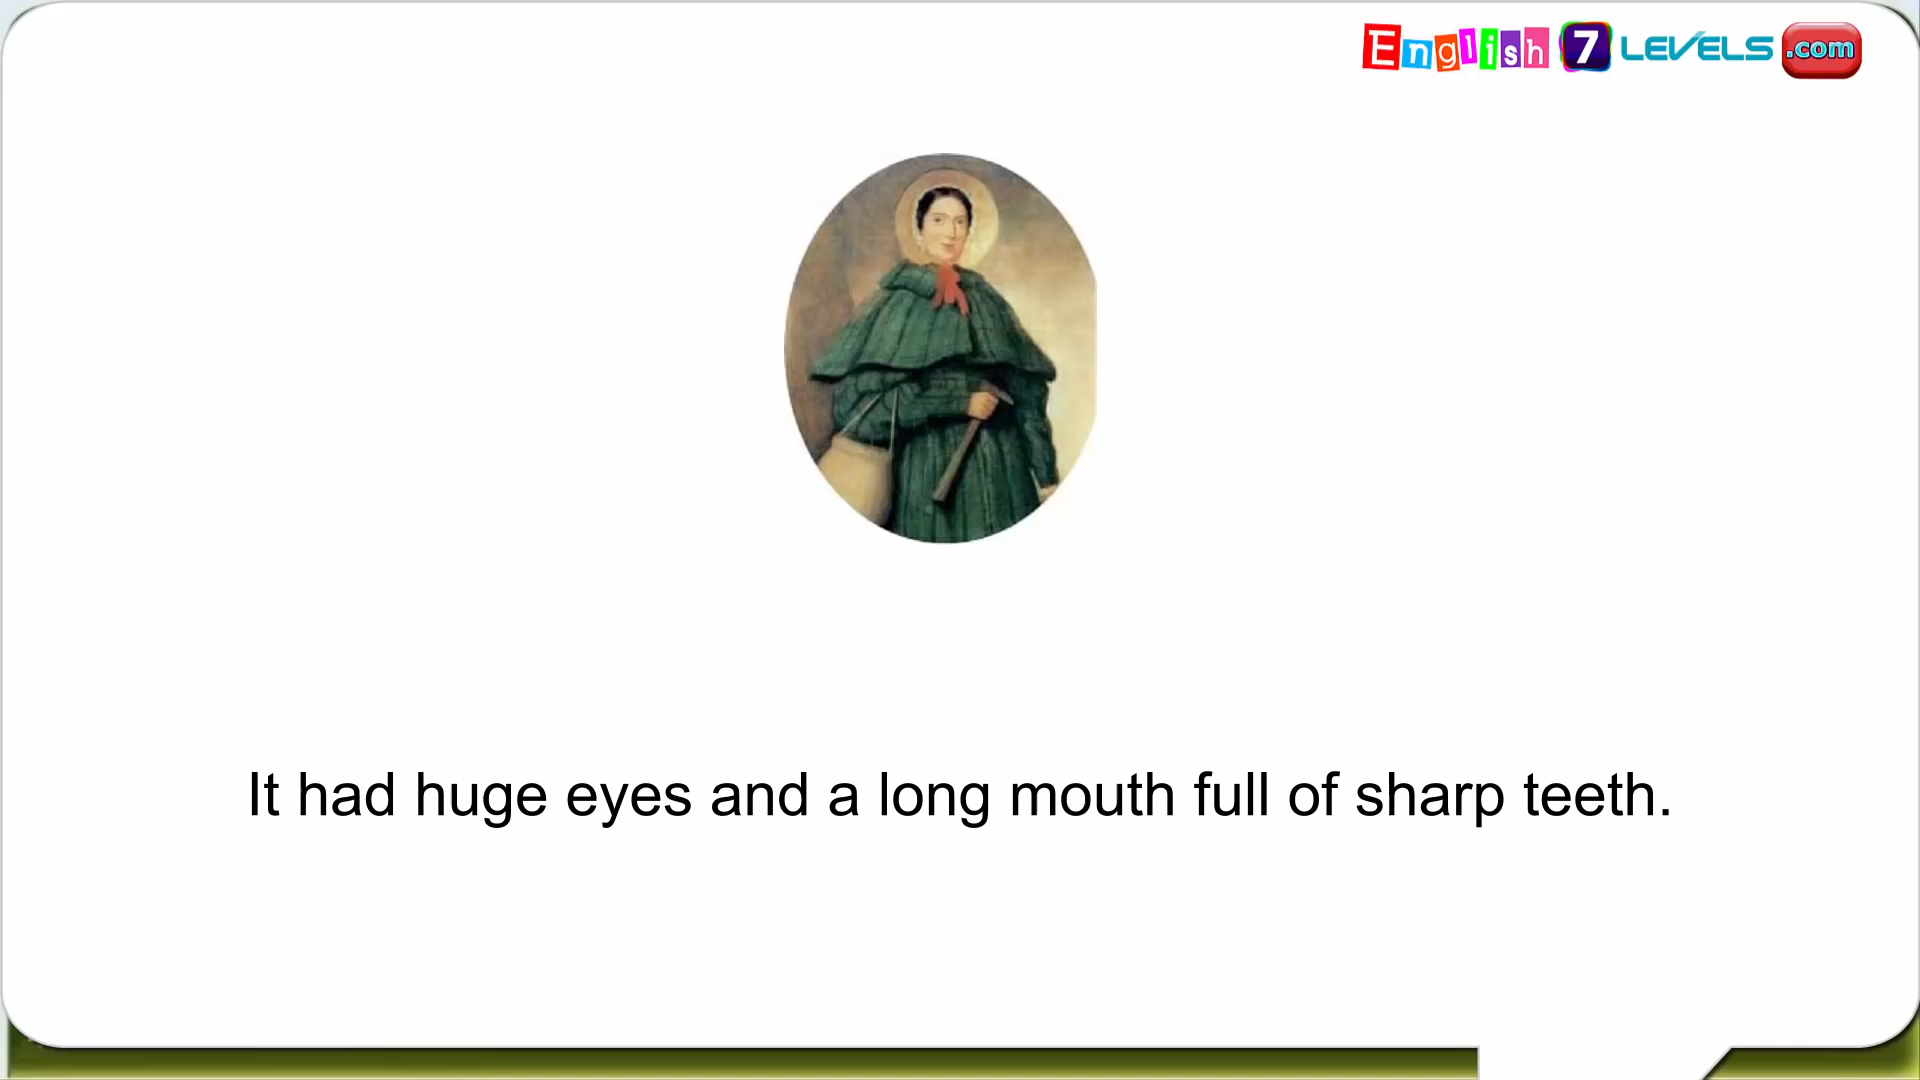 English 7 LEVELS .com
It had huge eyes and a long mouth full of sharp teeth.